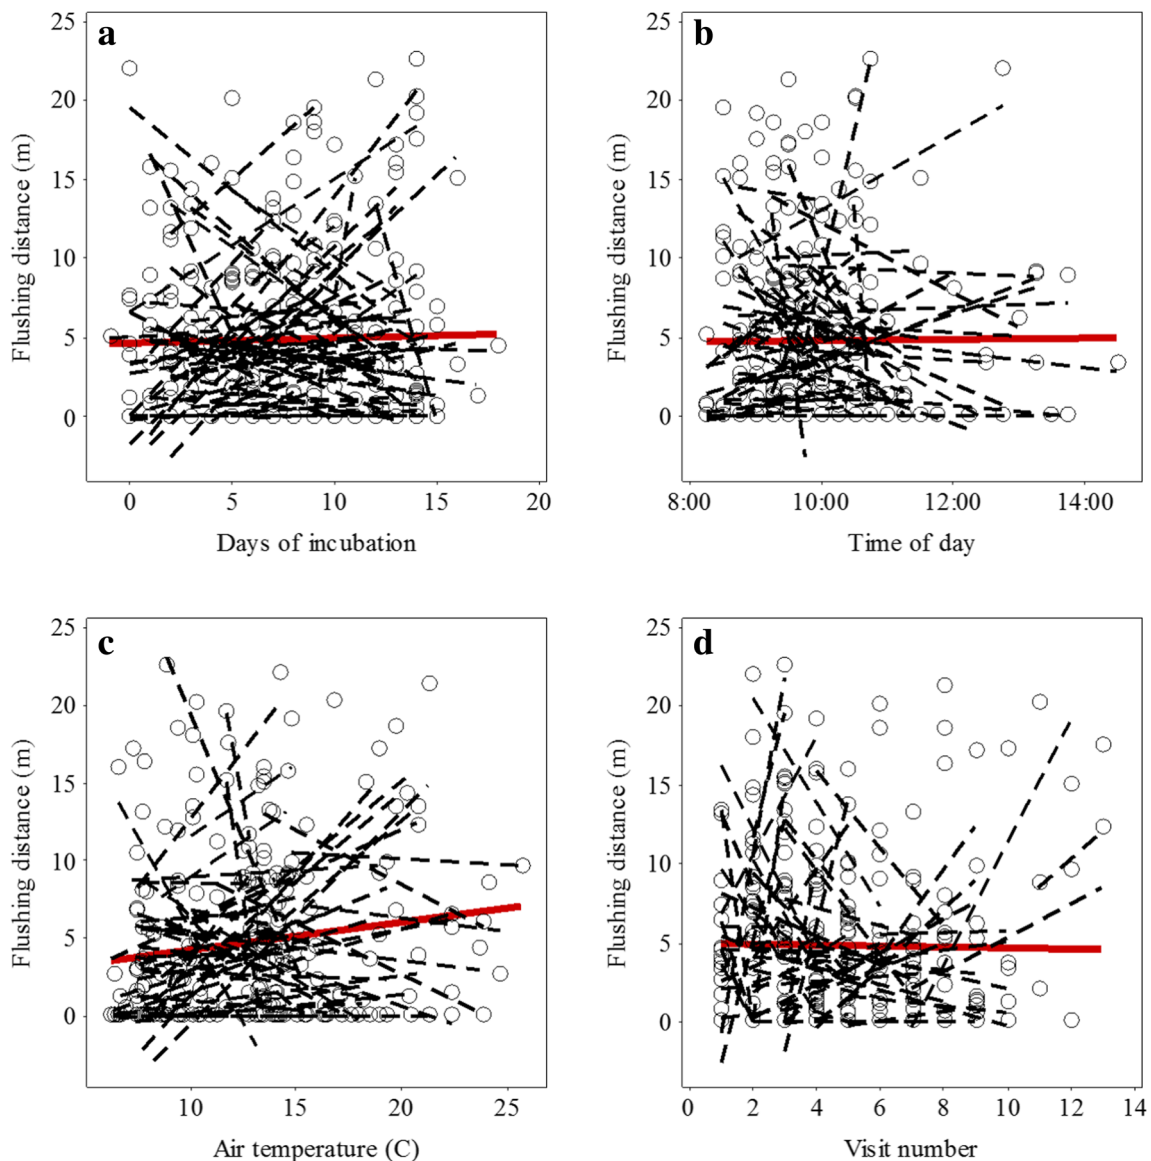 a
25
20
15
10
5
0
Flushing distance (m)
0 5 10 15 20
Days of incubation
b
25
20
15
10
5
0
Flushing distance (m)
8:00 10:00 12:00 14:00
Time of day
c
25
20
15
10
5
0
Flushing distance (m)
10 15 20 25
Air temperature (C)
d
25
20
15
10
5
0
Flushing distance (m)
0 2 4 6 8 10 12 14
Visit number